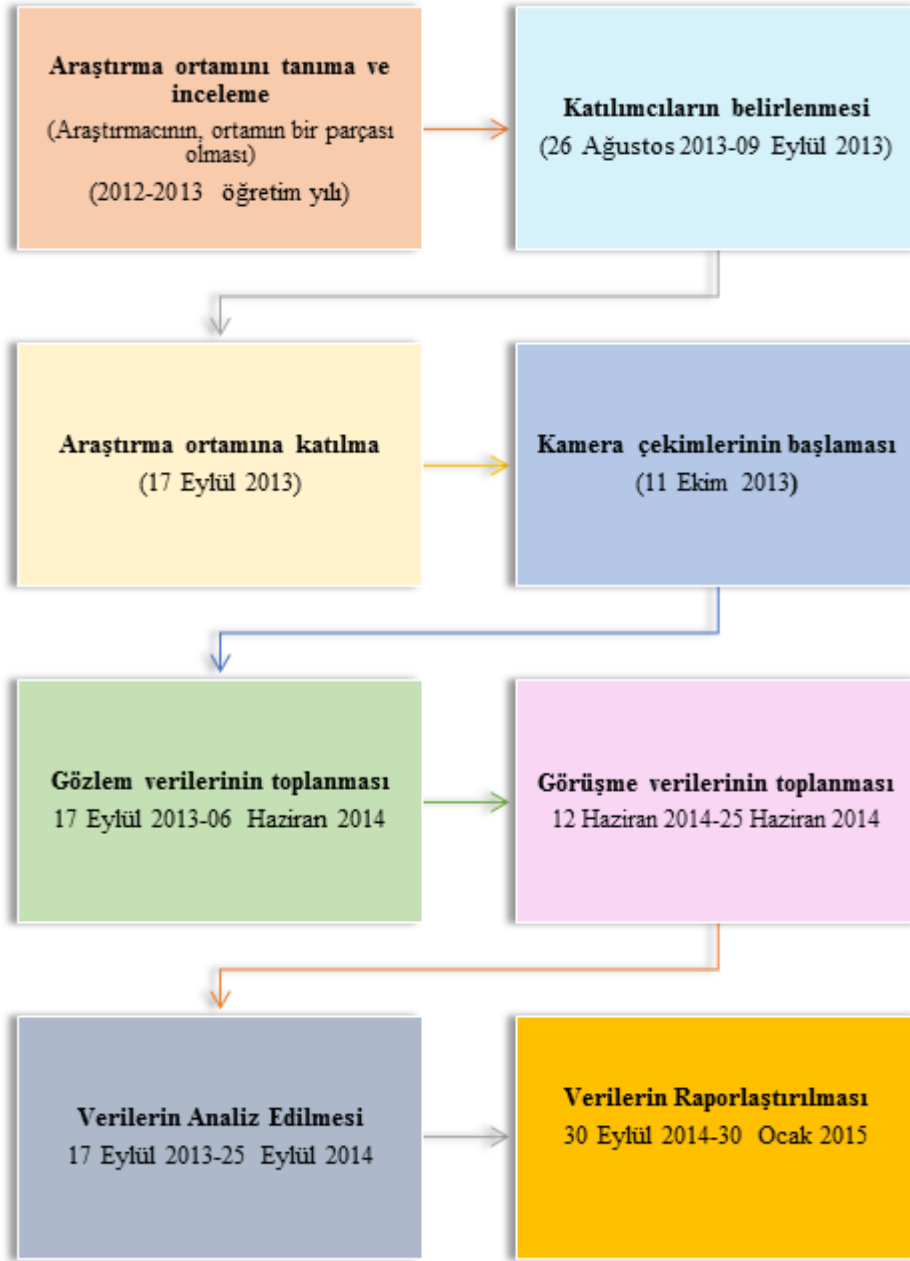 Araştırma ortamını tanıma ve
inceleme
(Araştırmacının, ortamın bir parçası
olması)
(2012-2013 öğretim yılı)
Katılımcıların belirlenmesi
(26 Ağustos 2013-09 Eylül 2013)
Araştırma ortamına katılma
(17 Eylül 2013)
Kamera çekimlerinin başlaması
(11 Ekim 2013)
Gözlem verilerinin toplanması
17 Eylül 2013-06 Haziran 2014
Görüşme verilerinin toplanması
12 Haziran 2014-25 Haziran 2014
Verilerin Analiz Edilmesi
17 Eylül 2013-25 Eylül 2014
Verilerin Raporlaştırılması
30 Eylül 2014-30 Ocak 2015